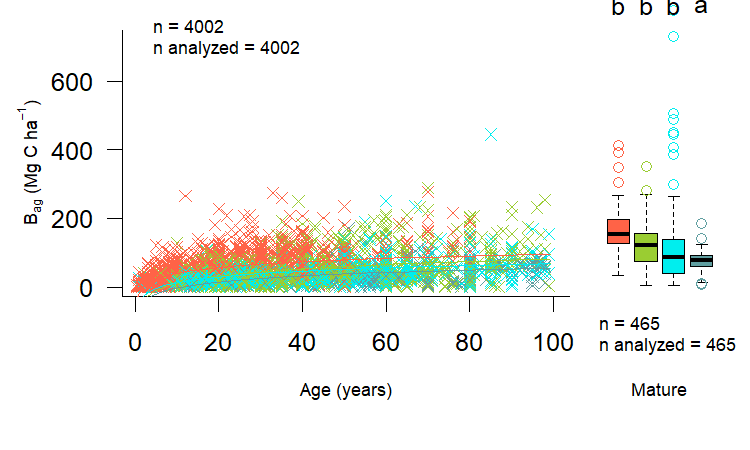 n = 4002
n analyzed = 4002
b b b a
B_ag (Mg C ha⁻¹)
600
400
200
0
0 20 40 60 80 100
Age (years)
n = 465
n analyzed = 465
Mature